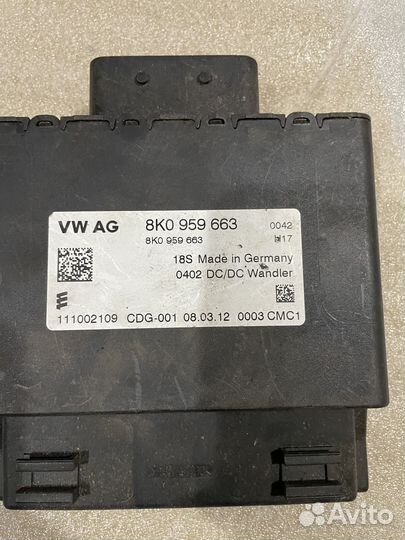 VW AG 8K0 959 663 0042
8K0 959 663 H17
18S Made in Germany
0402 DC/DC Wandler
111002109 CDG-001 08.03.12 0003 CMC1
Avito